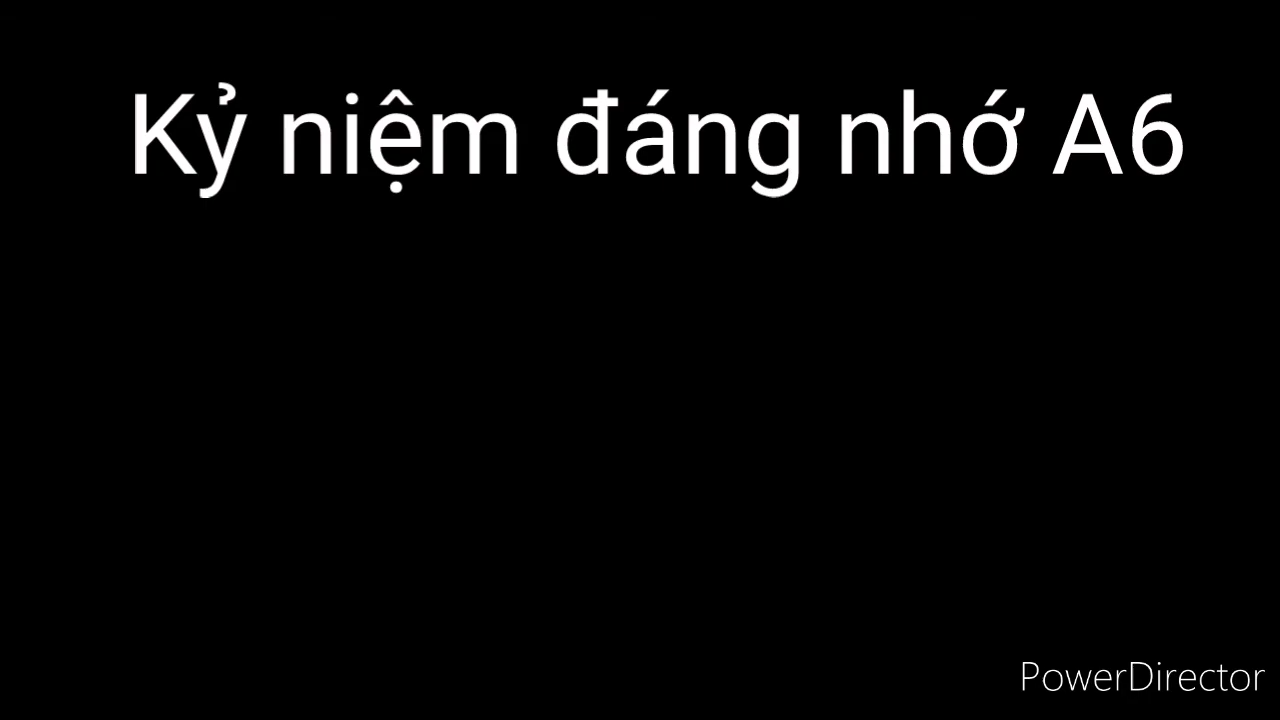 Kỷ niệm đáng nhớ A6
PowerDirector